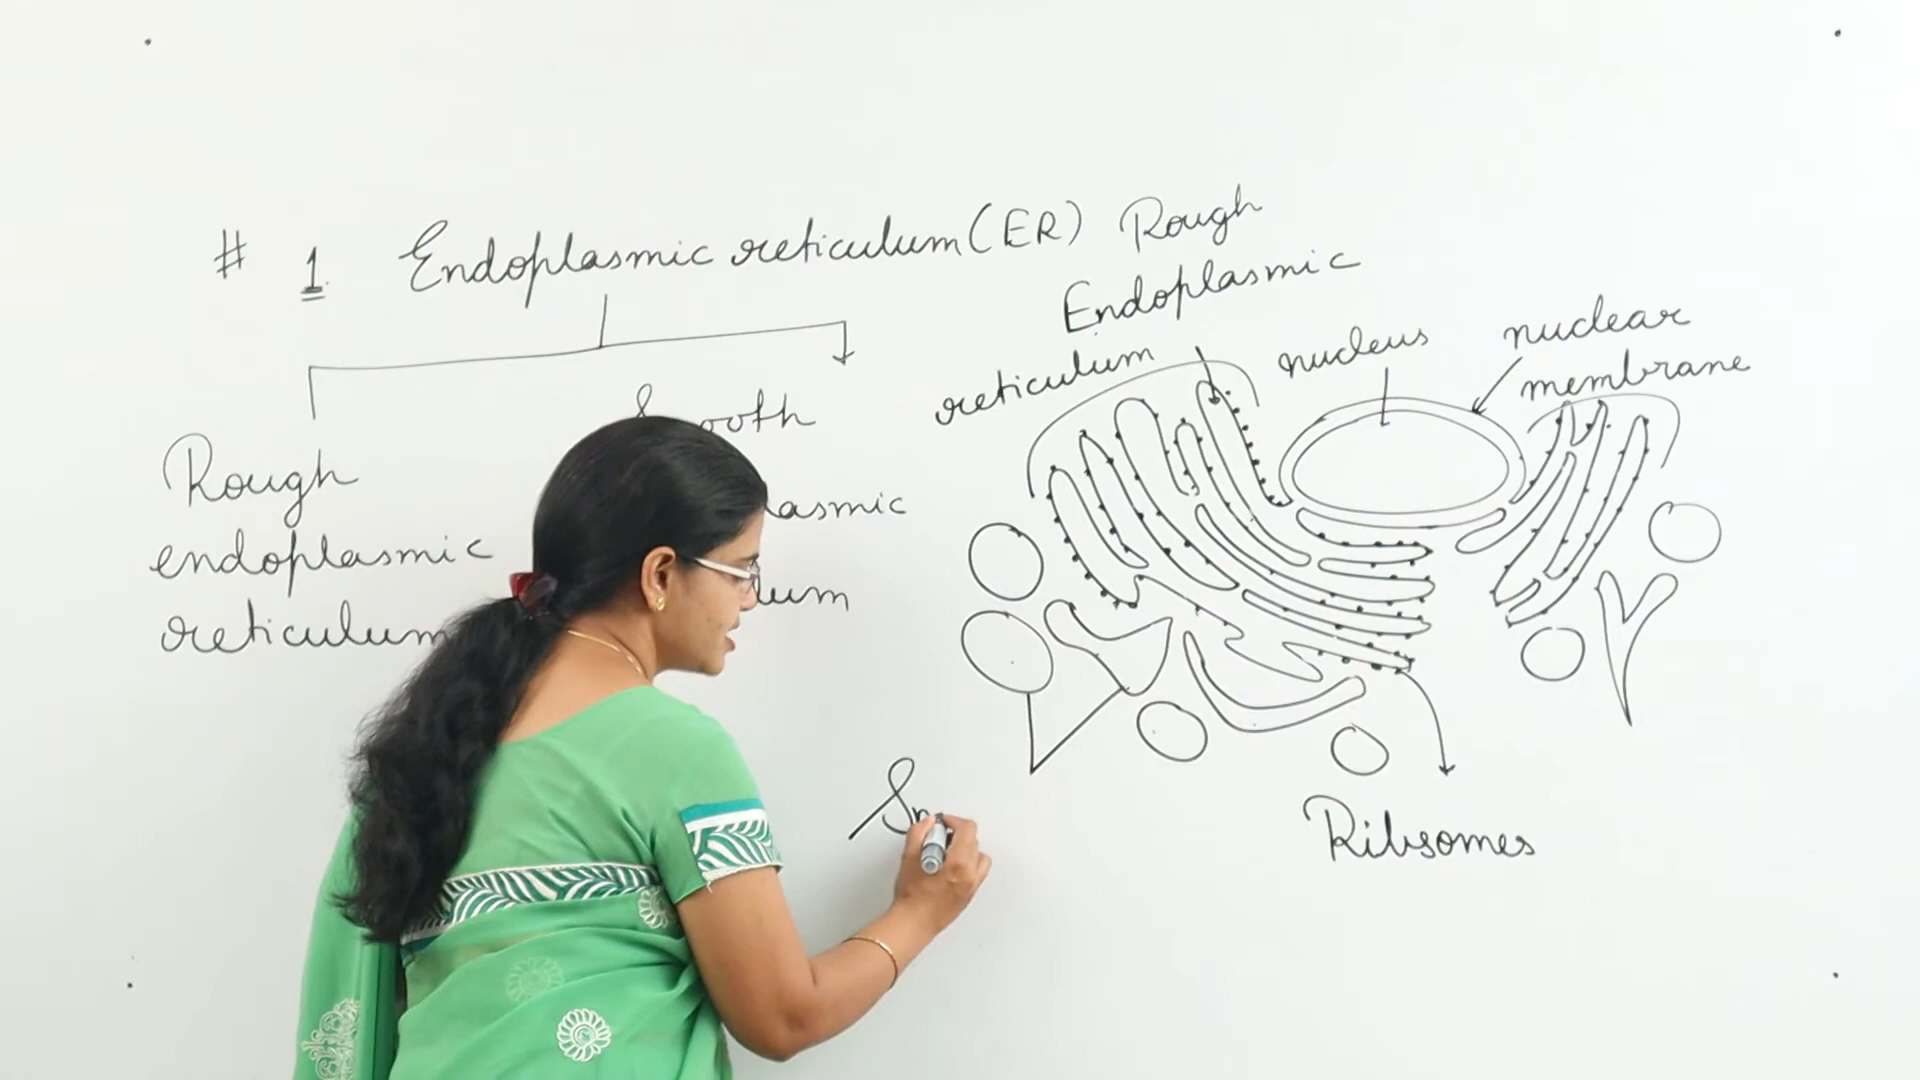 # 1 Endoplasmic reticulum (ER)
Rough
endoplasmic
reticulum
Rough
Endoplasmic
reticulum
nucleus
nuclear
membrane
Ribsomes